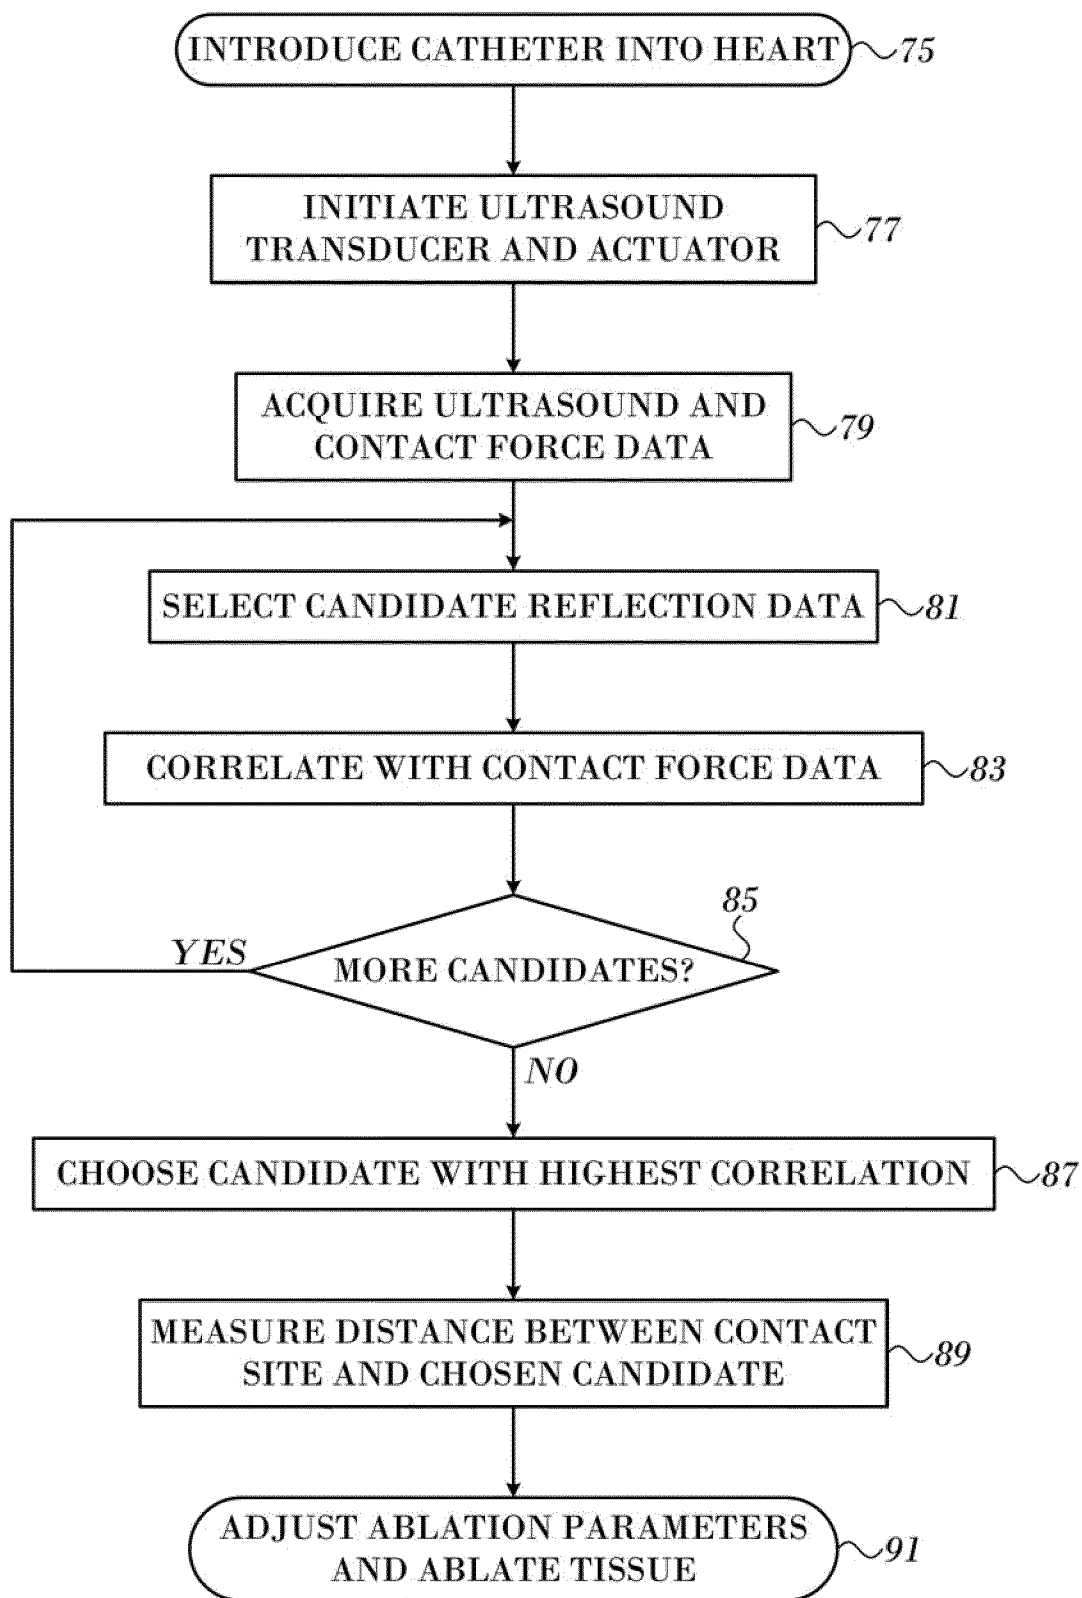 INTRODUCE CATHETER INTO HEART 75
INITIATE ULTRASOUND
TRANSDUCER AND ACTUATOR
77
ACQUIRE ULTRASOUND AND
CONTACT FORCE DATA
79
SELECT CANDIDATE REFLECTION DATA 81
CORRELATE WITH CONTACT FORCE DATA 83
85
YES
MORE CANDIDATES?
NO
CHOOSE CANDIDATE WITH HIGHEST CORRELATION 87
MEASURE DISTANCE BETWEEN CONTACT
SITE AND CHOSEN CANDIDATE
89
ADJUST ABLATION PARAMETERS
AND ABLATE TISSUE
91